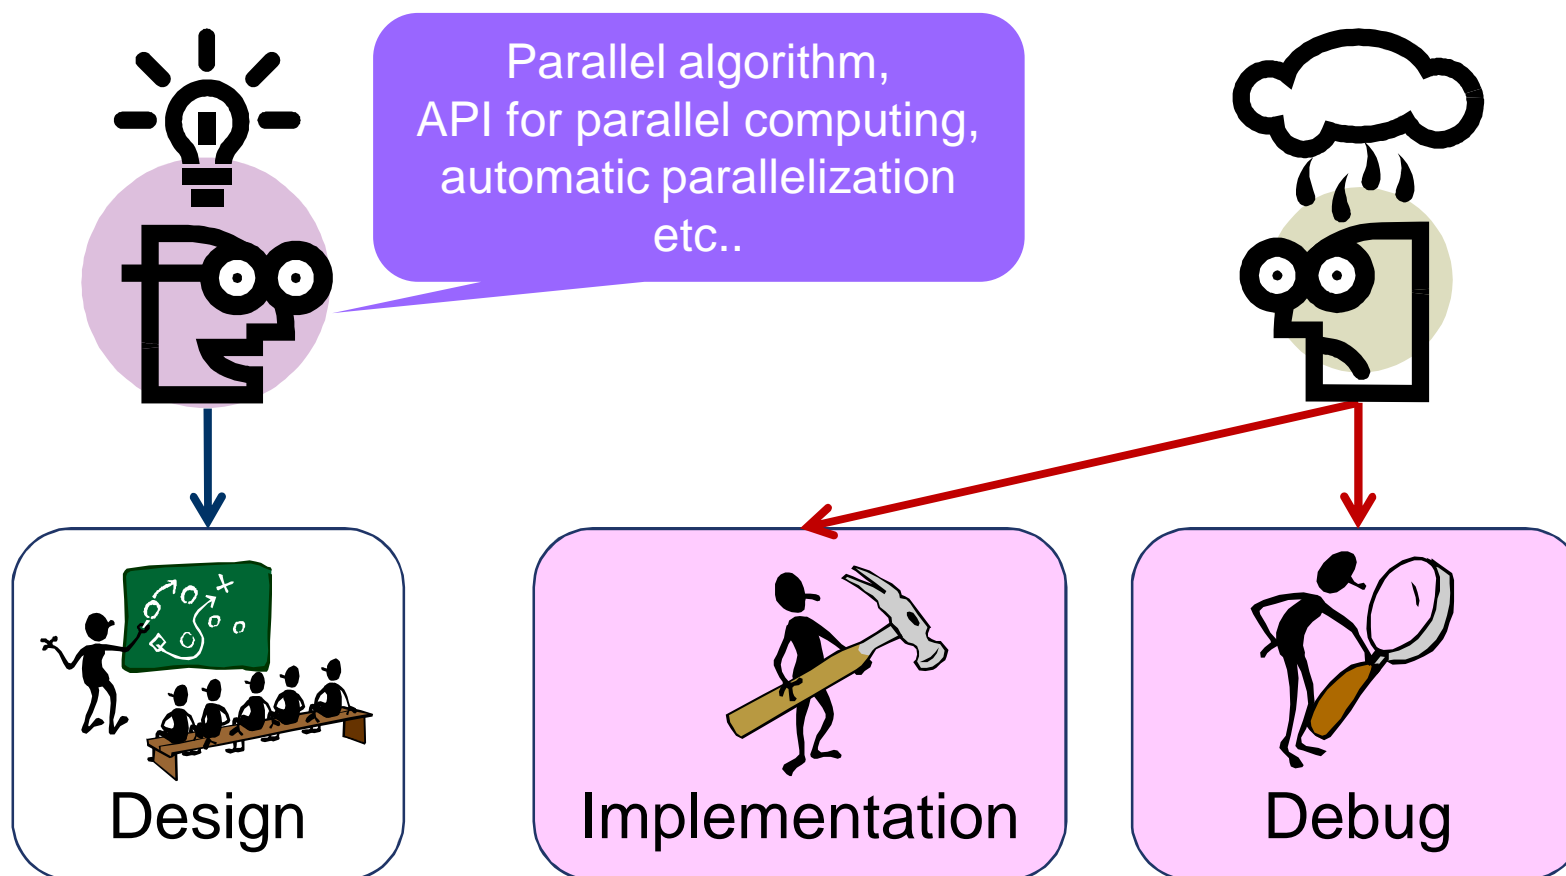 Parallel algorithm,
API for parallel computing,
automatic parallelization
etc..
Design
Implementation
Debug